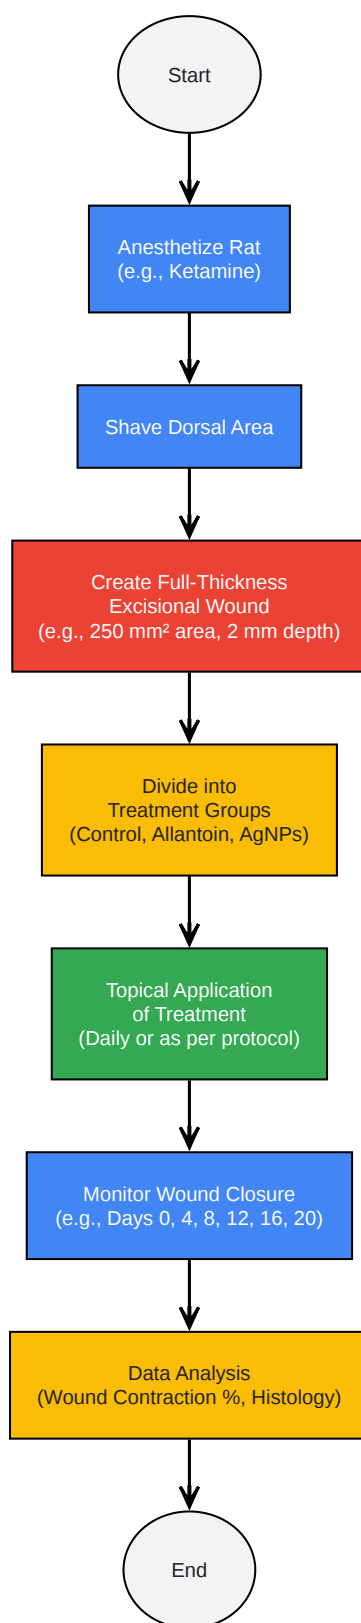 Start
Anesthetize Rat
(e.g., Ketamine)
Shave Dorsal Area
Create Full-Thickness
Excisional Wound
(e.g., 250 mm² area, 2 mm depth)
Divide into
Treatment Groups
(Control, Allantoin, AgNPs)
Topical Application
of Treatment
(Daily or as per protocol)
Monitor Wound Closure
(e.g., Days 0, 4, 8, 12, 16, 20)
Data Analysis
(Wound Contraction %, Histology)
End